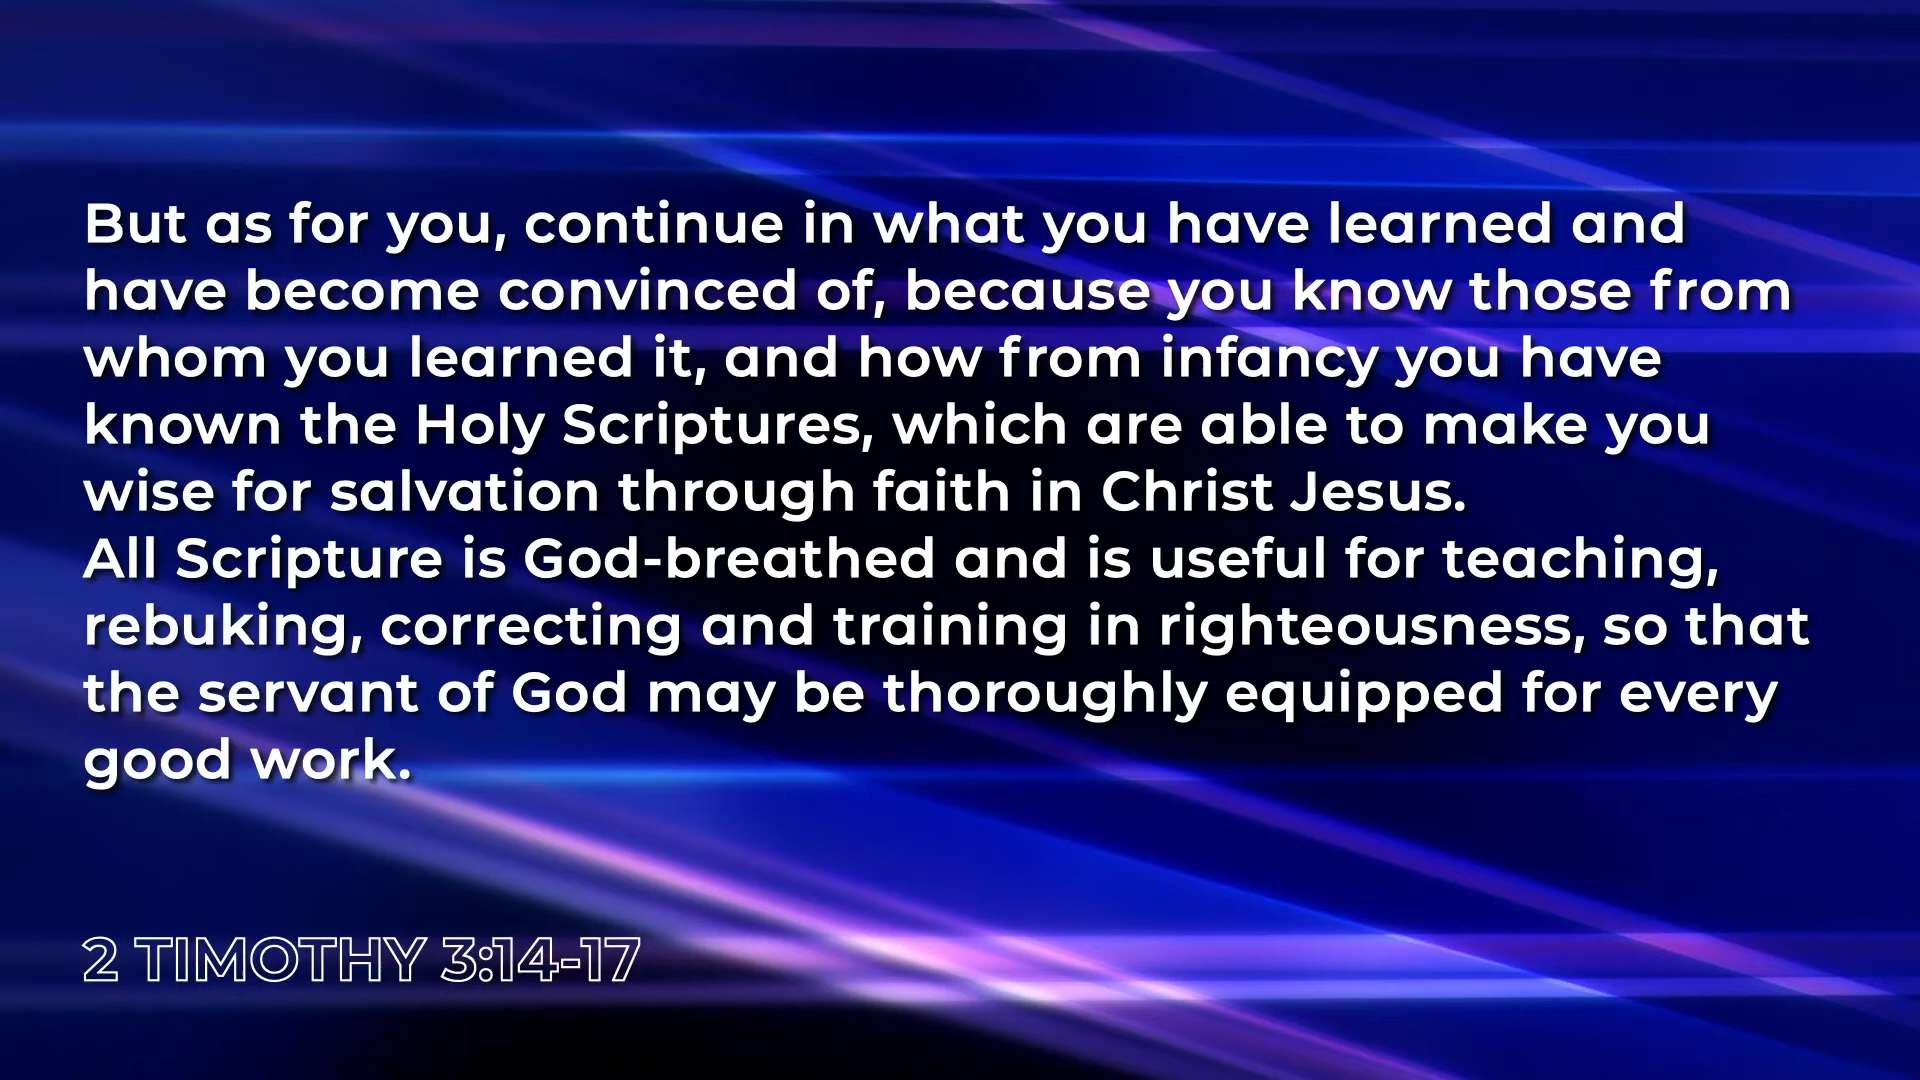 But as for you, continue in what you have learned and
have become convinced of, because you know those from
whom you learned it, and how from infancy you have
known the Holy Scriptures, which are able to make you
wise for salvation through faith in Christ Jesus.
All Scripture is God-breathed and is useful for teaching,
rebuking, correcting and training in righteousness, so that
the servant of God may be thoroughly equipped for every
good work.
2 TIMOTHY 3:14-17